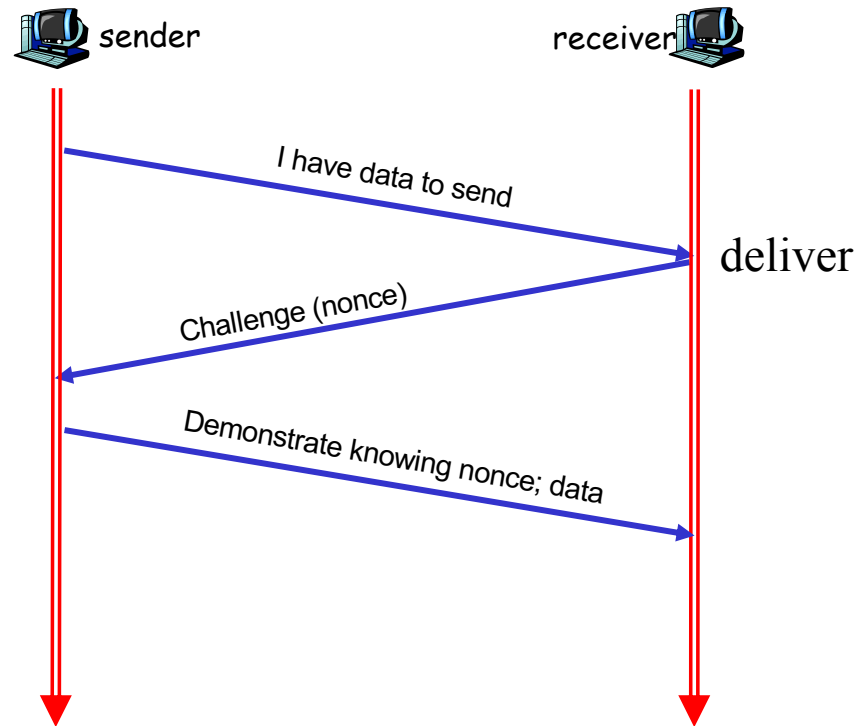 sender
receiver
I have data to send
deliver
Challenge (nonce)
Demonstrate knowing nonce; data